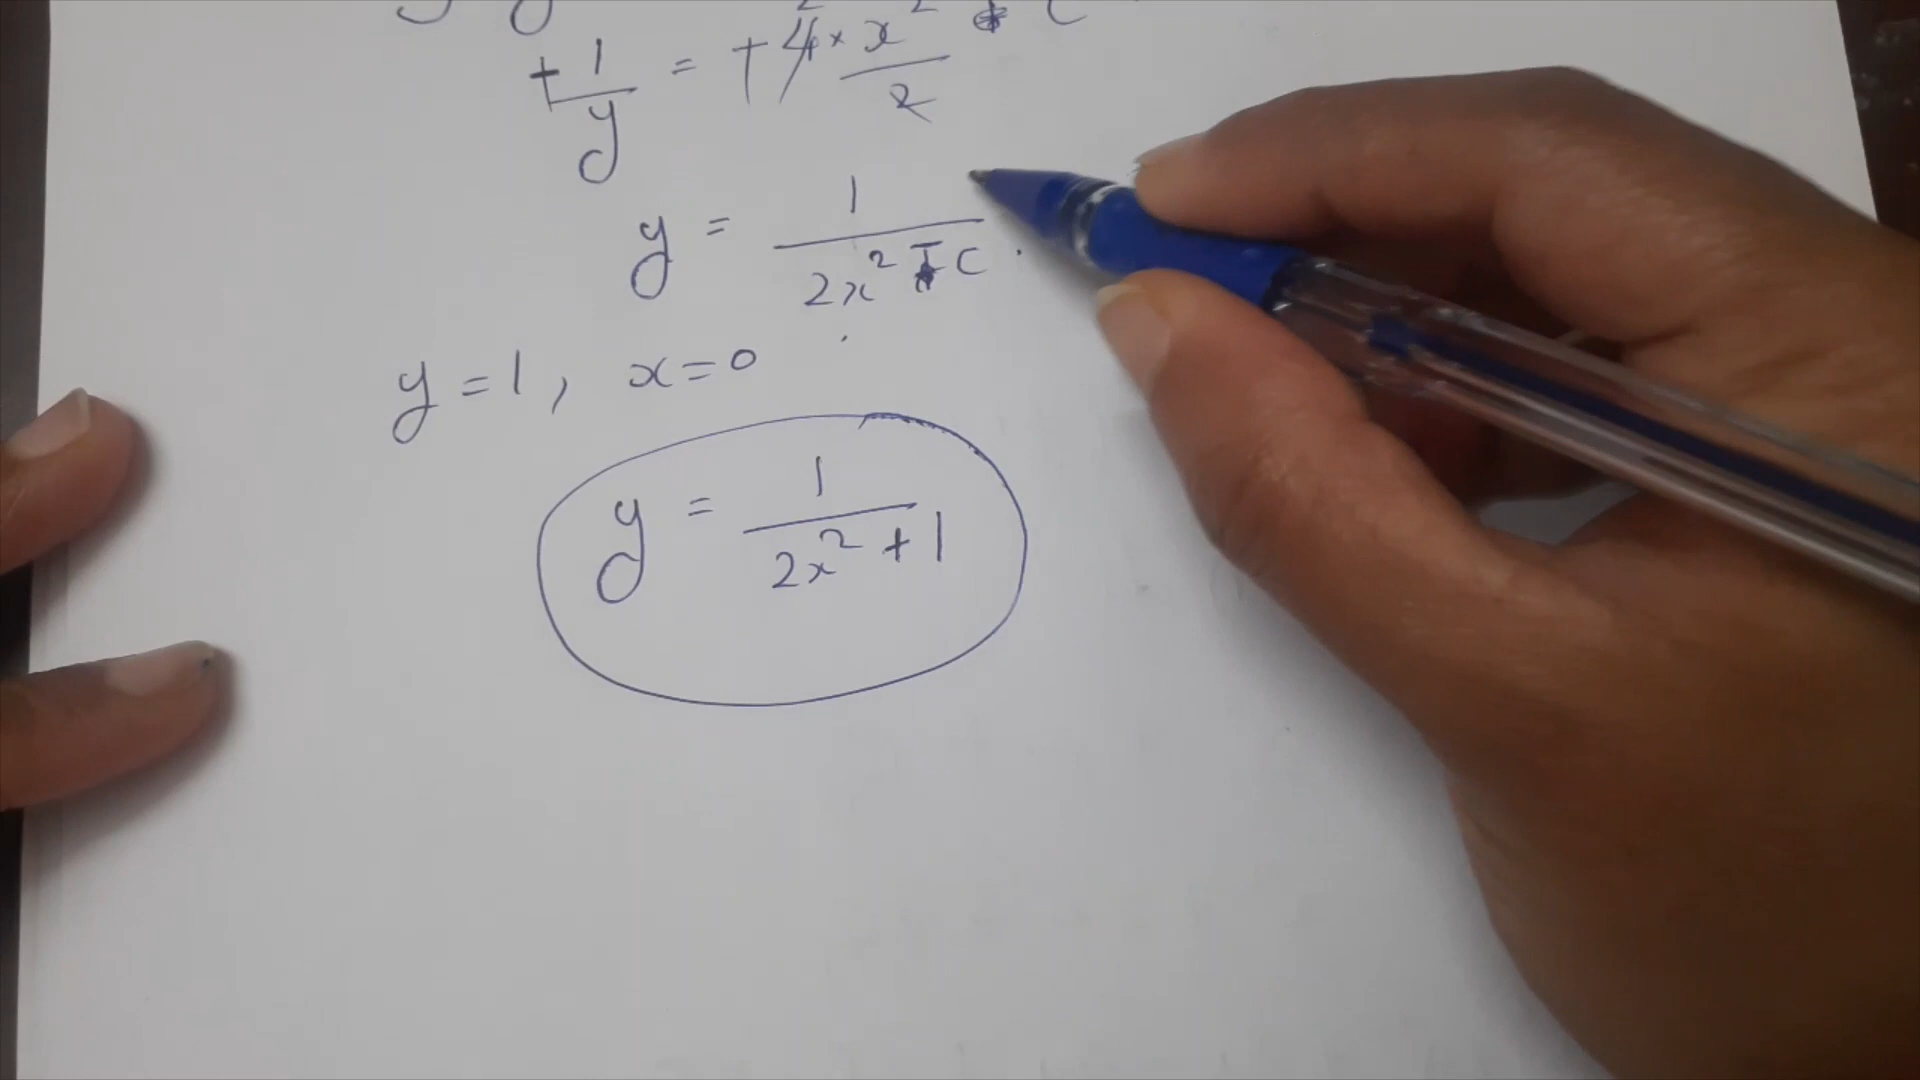 + 1/y = + 4 × x²/2
y = 1/(2x² ∓ C).
y = 1, x = 0
y = 1/(2x² + 1)